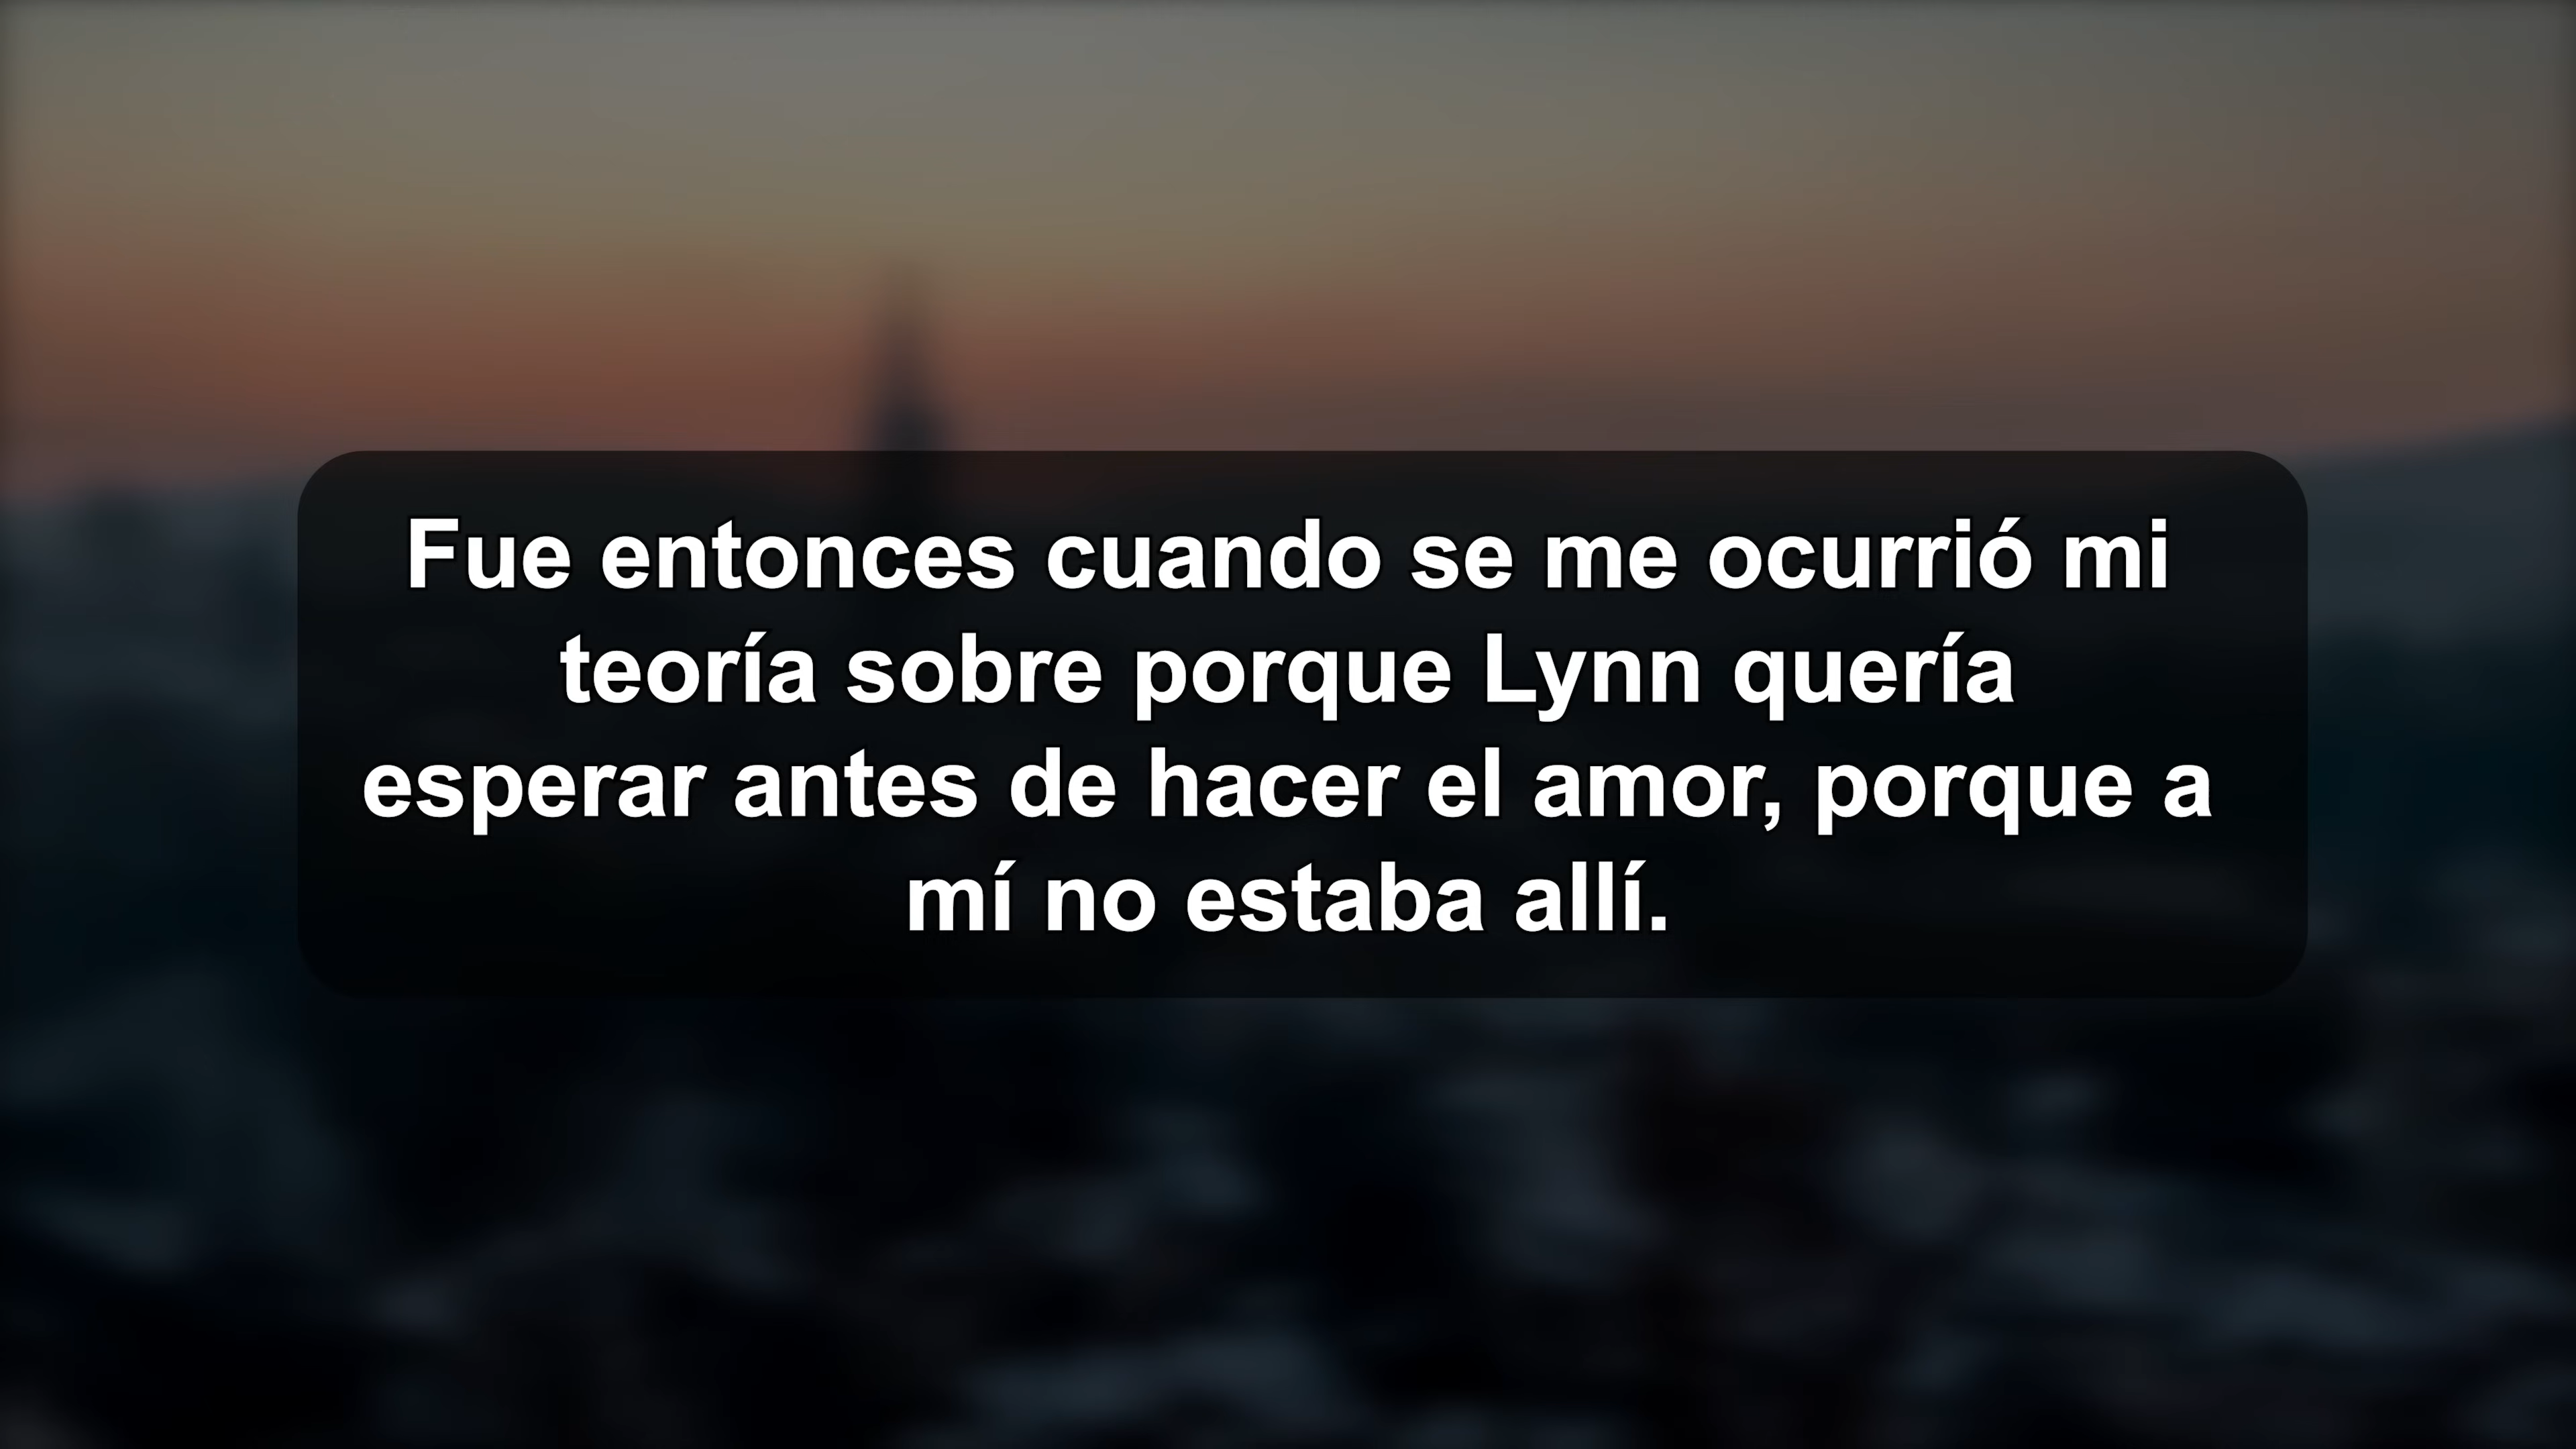 Fue entonces cuando se me ocurrió mi
teoría sobre porque Lynn quería
esperar antes de hacer el amor, porque a
mí no estaba allí.